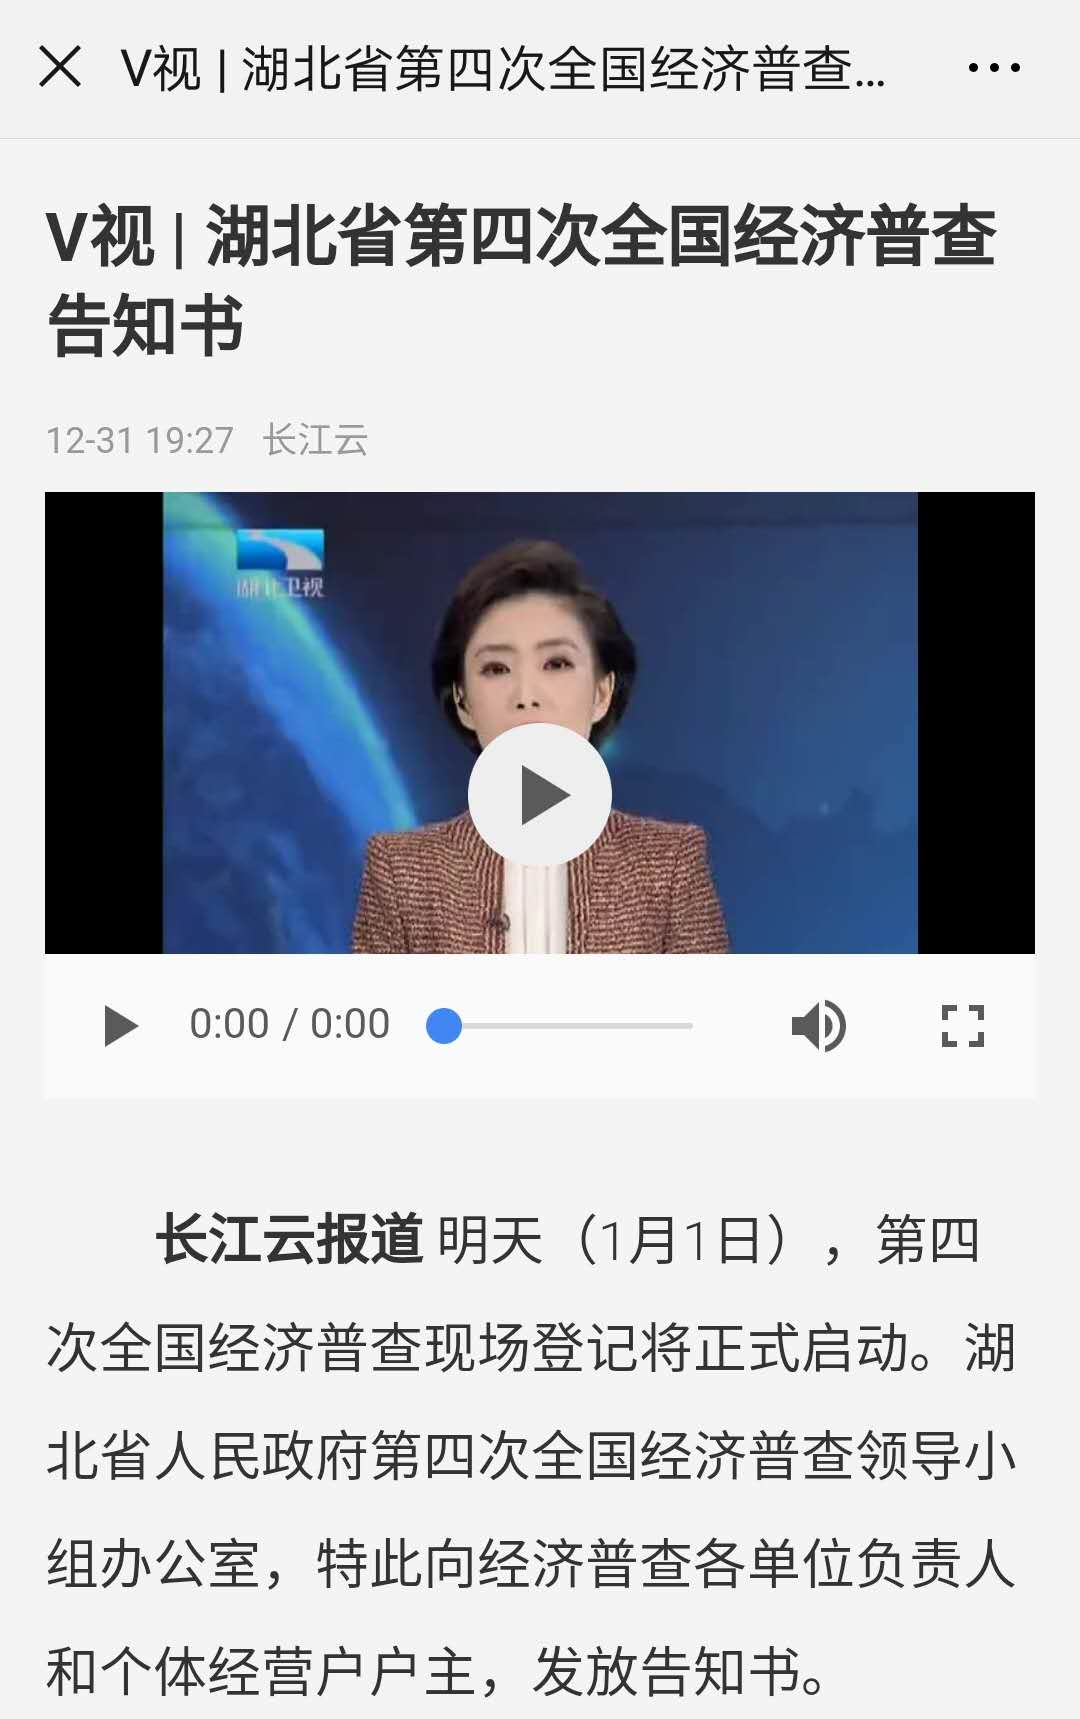 V视 | 湖北省第四次全国经济普查...
V视 | 湖北省第四次全国经济普查
告知书
12-31 19:27 长江云
湖北卫视
0:00 / 0:00
长江云报道 明天（1月1日），第四
次全国经济普查现场登记将正式启动。湖
北省人民政府第四次全国经济普查领导小
组办公室，特此向经济普查各单位负责人
和个体经营户户主，发放告知书。